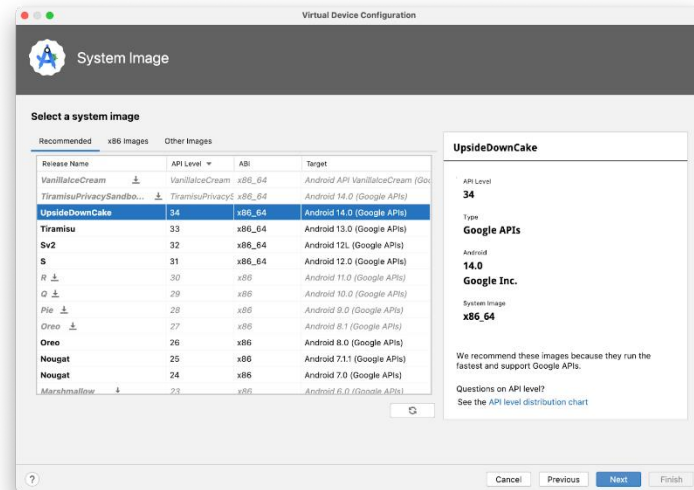 Virtual Device Configuration
System Image
Select a system image
Recommended x86 Images Other Images
Release Name API Level ABI Target
VanillaIceCream VanillaIceCream x86_64 Android API VanillaIceCream (Goo
TiramisuPrivacySandbo... TiramisuPrivacyS x86_64 Android 14.0 (Google APIs)
UpsideDownCake 34 x86_64 Android 14.0 (Google APIs)
Tiramisu 33 x86_64 Android 13.0 (Google APIs)
Sv2 32 x86_64 Android 12L (Google APIs)
S 31 x86_64 Android 12.0 (Google APIs)
R 30 x86 Android 11.0 (Google APIs)
Q 29 x86 Android 10.0 (Google APIs)
Pie 28 x86 Android 9.0 (Google APIs)
Oreo 27 x86 Android 8.1 (Google APIs)
Oreo 26 x86 Android 8.0 (Google APIs)
Nougat 25 x86 Android 7.1.1 (Google APIs)
Nougat 24 x86 Android 7.0 (Google APIs)
Marshmallow 23 x86 Android 6.0 (Google APIs)
UpsideDownCake
API Level
34
Type
Google APIs
Android
14.0
Google Inc.
System Image
x86_64
We recommend these images because they run the
fastest and support Google APIs.
Questions on API level?
See the API level distribution chart
? Cancel Previous Next Finish